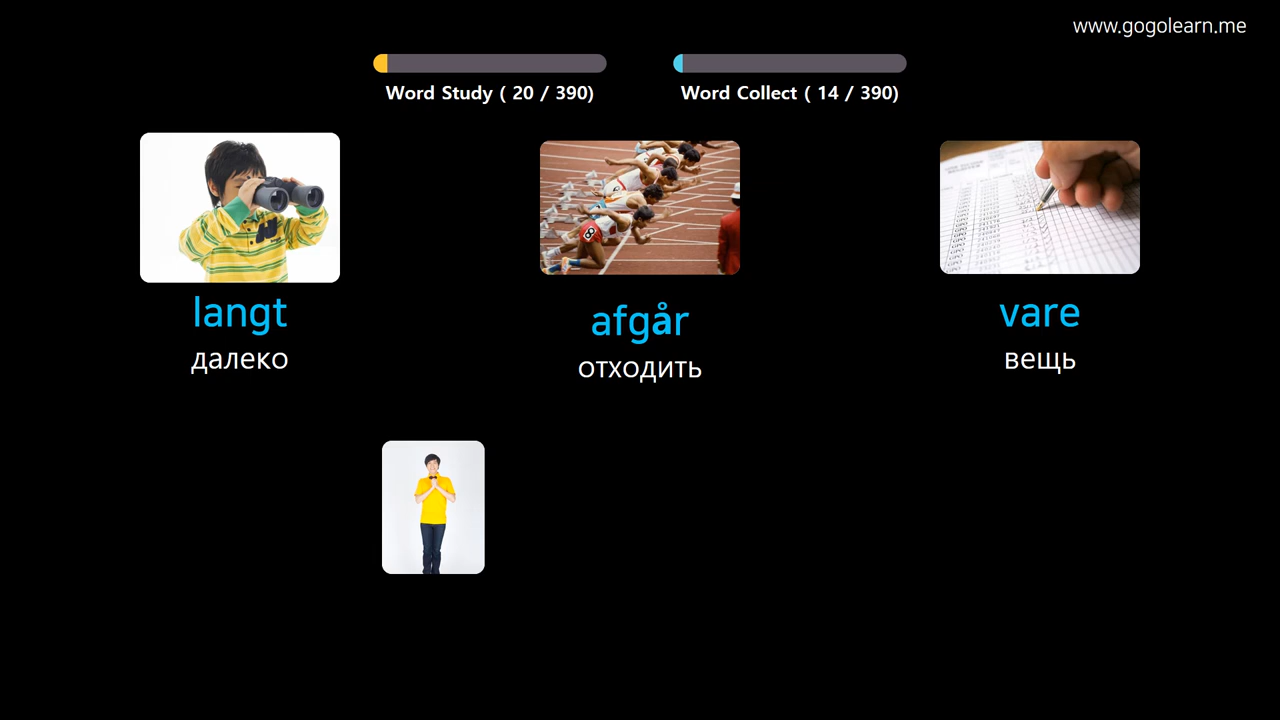 www.gogolearn.me
Word Study ( 20 / 390)
Word Collect ( 14 / 390)
langt
далеко
afgår
отходить
vare
вещь